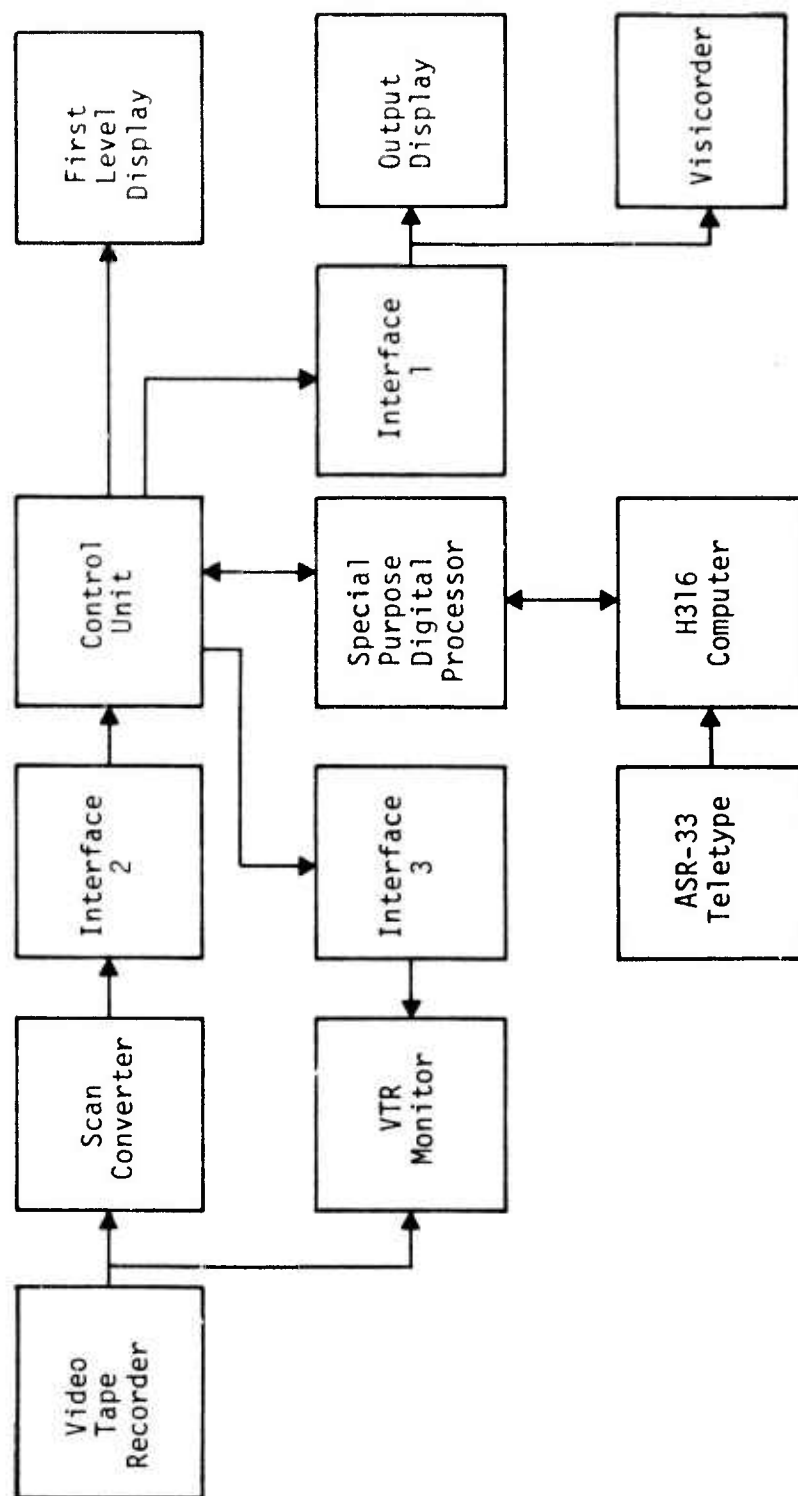 Video
Tape
Recorder
Scan
Converter
Interface
2
Control
Unit
First
Level
Display
VTR
Monitor
Interface
3
Special
Purpose
Digital
Processor
Interface
1
Output
Display
ASR-33
Teletype
H316
Computer
Visicorder